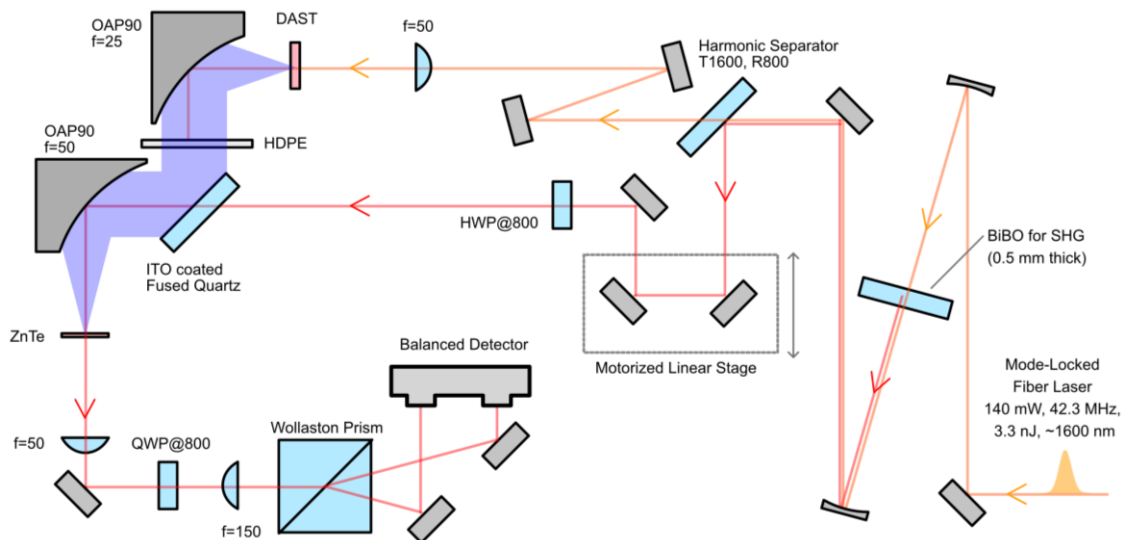 OAP90
f=25
DAST
f=50
Harmonic Separator
T1600, R800
HDPE
OAP90
f=50
HWP@800
BiBO for SHG
(0.5 mm thick)
ITO coated
Fused Quartz
ZnTe
Balanced Detector
Motorized Linear Stage
Mode-Locked
Fiber Laser
140 mW, 42.3 MHz,
3.3 nJ, ~1600 nm
f=50
QWP@800
Wollaston Prism
f=150